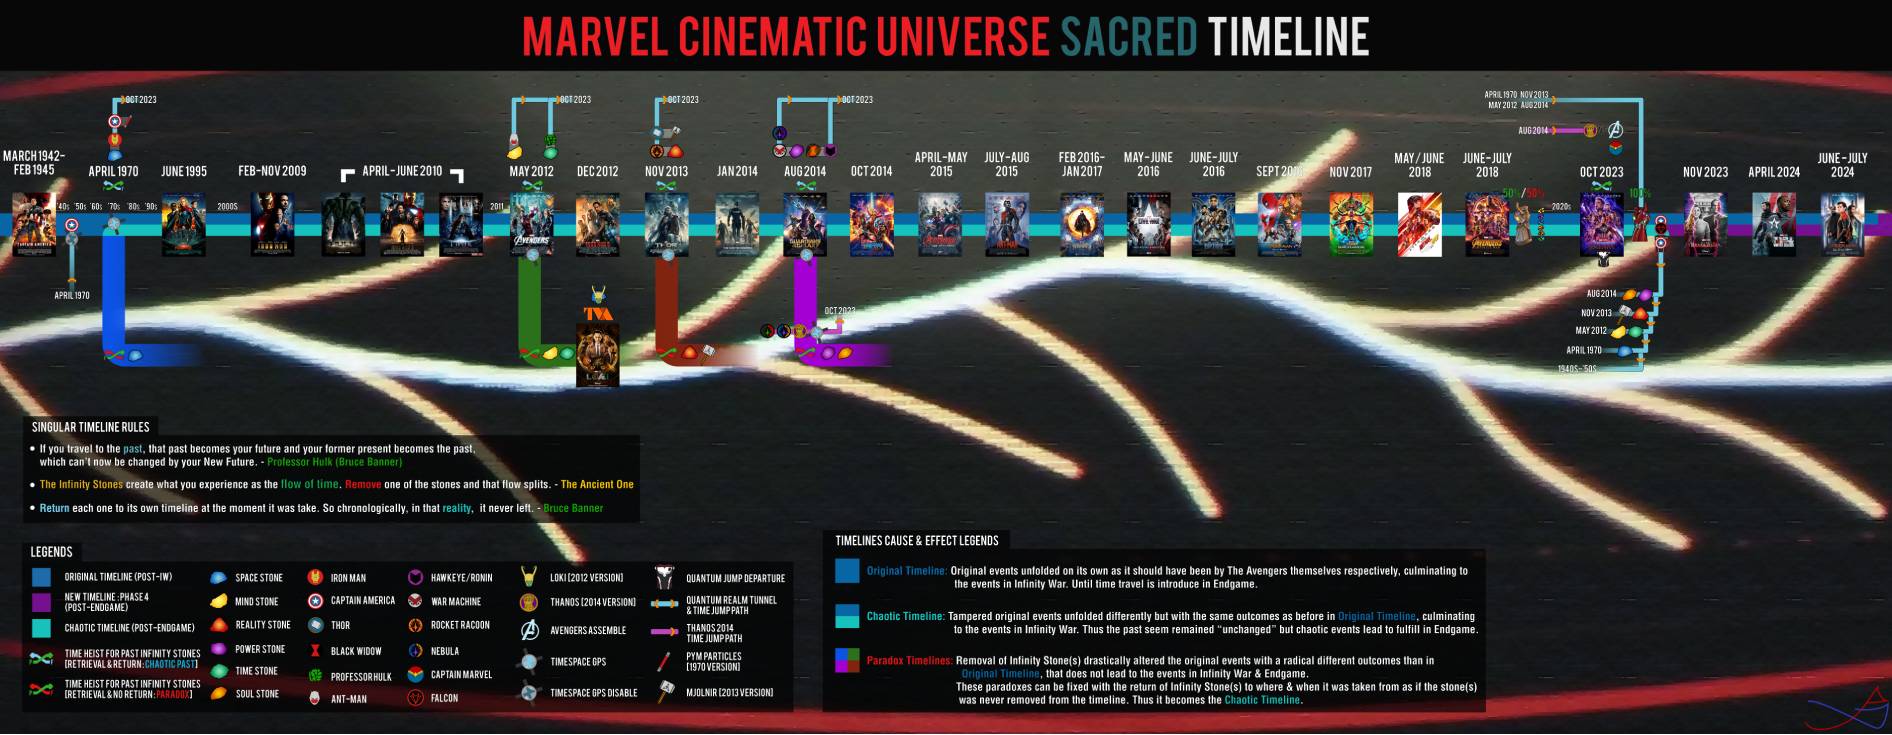 MARVEL CINEMATIC UNIVERSE SACRED TIMELINE
OCT 2023
OCT 2023
OCT 2023
OCT 2023
APRIL 1970 NOV 2013
MAY 2012 AUG 2014
AUG 2014
MARCH 1942-
FEB 1945
APRIL 1970
JUNE 1995
FEB-NOV 2009
APRIL-JUNE 2010
MAY 2012
DEC 2012
NOV 2013
JAN 2014
AUG 2014
OCT 2014
APRIL-MAY
2015
JULY-AUG
2015
FEB 2016-
JAN 2017
MAY-JUNE
2016
JUNE-JULY
2016
SEPT 2016
NOV 2017
MAY/JUNE
2018
JUNE-JULY
2018
OCT 2023
NOV 2023
APRIL 2024
JUNE-JULY
2024
50%/50%
100%
'40s '50s '60s '70s '80s '90s
2000s
2011
2020s
AVENGERS
APRIL 1970
TVA
OCT 2023
AUG 2014
NOV 2013
MAY 2012
APRIL 1970
1940S-'50S
SINGULAR TIMELINE RULES
• If you travel to the past, that past becomes your future and your former present becomes the past,
which can't now be changed by your New Future. - Professor Hulk (Bruce Banner)
• The Infinity Stones create what you experience as the flow of time. Remove one of the stones and that flow splits. - The Ancient One
• Return each one to its own timeline at the moment it was take. So chronologically, in that reality, it never left. - Bruce Banner
LEGENDS
ORIGINAL TIMELINE (POST-IW)
NEW TIMELINE :PHASE 4
(POST-ENDGAME)
CHAOTIC TIMELINE (POST-ENDGAME)
TIME HEIST FOR PAST INFINITY STONES
[RETRIEVAL & RETURN : CHAOTIC PAST]
TIME HEIST FOR PAST INFINITY STONES
[RETRIEVAL & NO RETURN : PARADOX]
SPACE STONE
MIND STONE
REALITY STONE
POWER STONE
TIME STONE
SOUL STONE
IRON MAN
CAPTAIN AMERICA
THOR
BLACK WIDOW
PROFESSOR HULK
ANT-MAN
HAWKEYE/RONIN
WAR MACHINE
ROCKET RACOON
NEBULA
CAPTAIN MARVEL
FALCON
LOKI [2012 VERSION]
THANOS [2014 VERSION]
AVENGERS ASSEMBLE
TIMESPACE GPS
TIMESPACE GPS DISABLE
QUANTUM JUMP DEPARTURE
QUANTUM REALM TUNNEL
& TIME JUMP PATH
THANOS 2014
TIME JUMP PATH
PYM PARTICLES
[1970 VERSION]
MJOLNIR [2013 VERSION]
TIMELINES CAUSE & EFFECT LEGENDS
Original Timeline: Original events unfolded on its own as it should have been by The Avengers themselves respectively, culminating to
the events in Infinity War. Until time travel is introduce in Endgame.
Chaotic Timeline: Tampered original events unfolded differently but with the same outcomes as before in Original Timeline, culminating
to the events in Infinity War. Thus the past seem remained "unchanged" but chaotic events lead to fulfill in Endgame.
Paradox Timelines: Removal of Infinity Stone(s) drastically altered the original events with a radical different outcomes than in
Original Timeline, that does not lead to the events in Infinity War & Endgame.
These paradoxes can be fixed with the return of Infinity Stone(s) to where & when it was taken from as if the stone(s)
was never removed from the timeline. Thus it becomes the Chaotic Timeline.